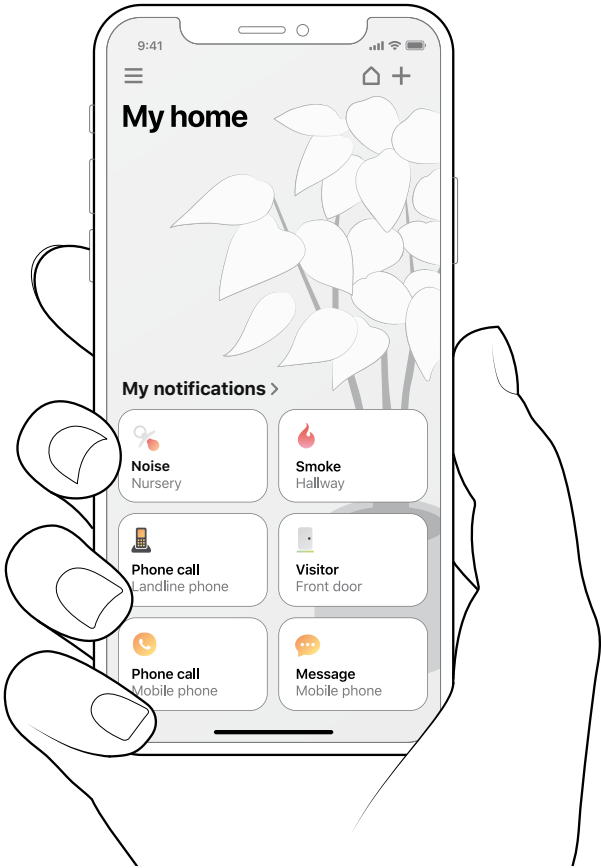 9:41
My home
My notifications
Noise
Nursery
Smoke
Hallway
Phone call
Landline phone
Visitor
Front door
Phone call
Mobile phone
Message
Mobile phone